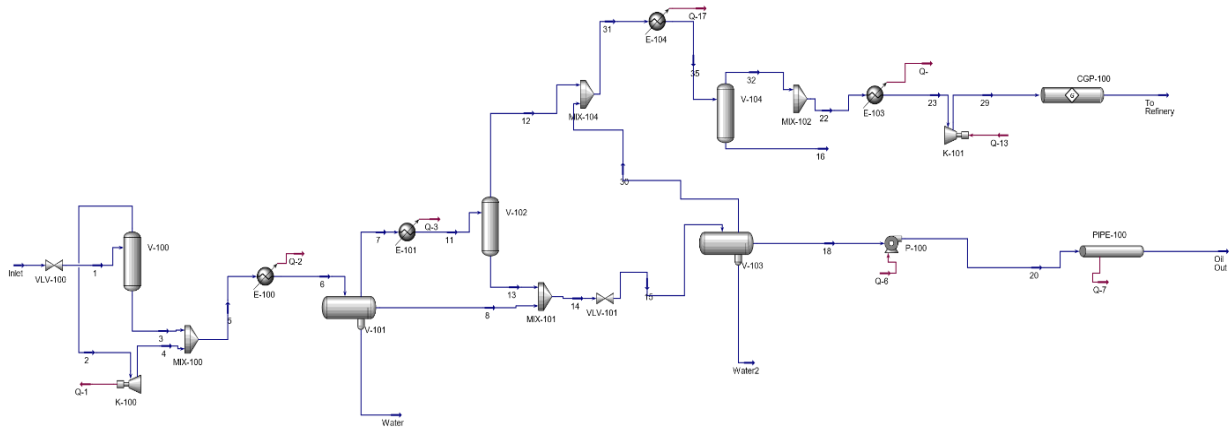 31
E-104
Q-17
35
32
V-104
MIX-102
22
E-103
Q-
23
29
CGP-100
G
To
Refinery
K-101
Q-13
16
12
MIX-104
30
V-102
7
E-101
Q-3
11
V-100
Inlet
VLV-100
1
E-100
Q-2
6
5
3
4
MIX-100
2
Q-1
K-100
V-101
8
13
MIX-101
14
VLV-101
15
V-103
18
P-100
Q-6
20
PIPE-100
Q-7
Oil
Out
Water2
Water